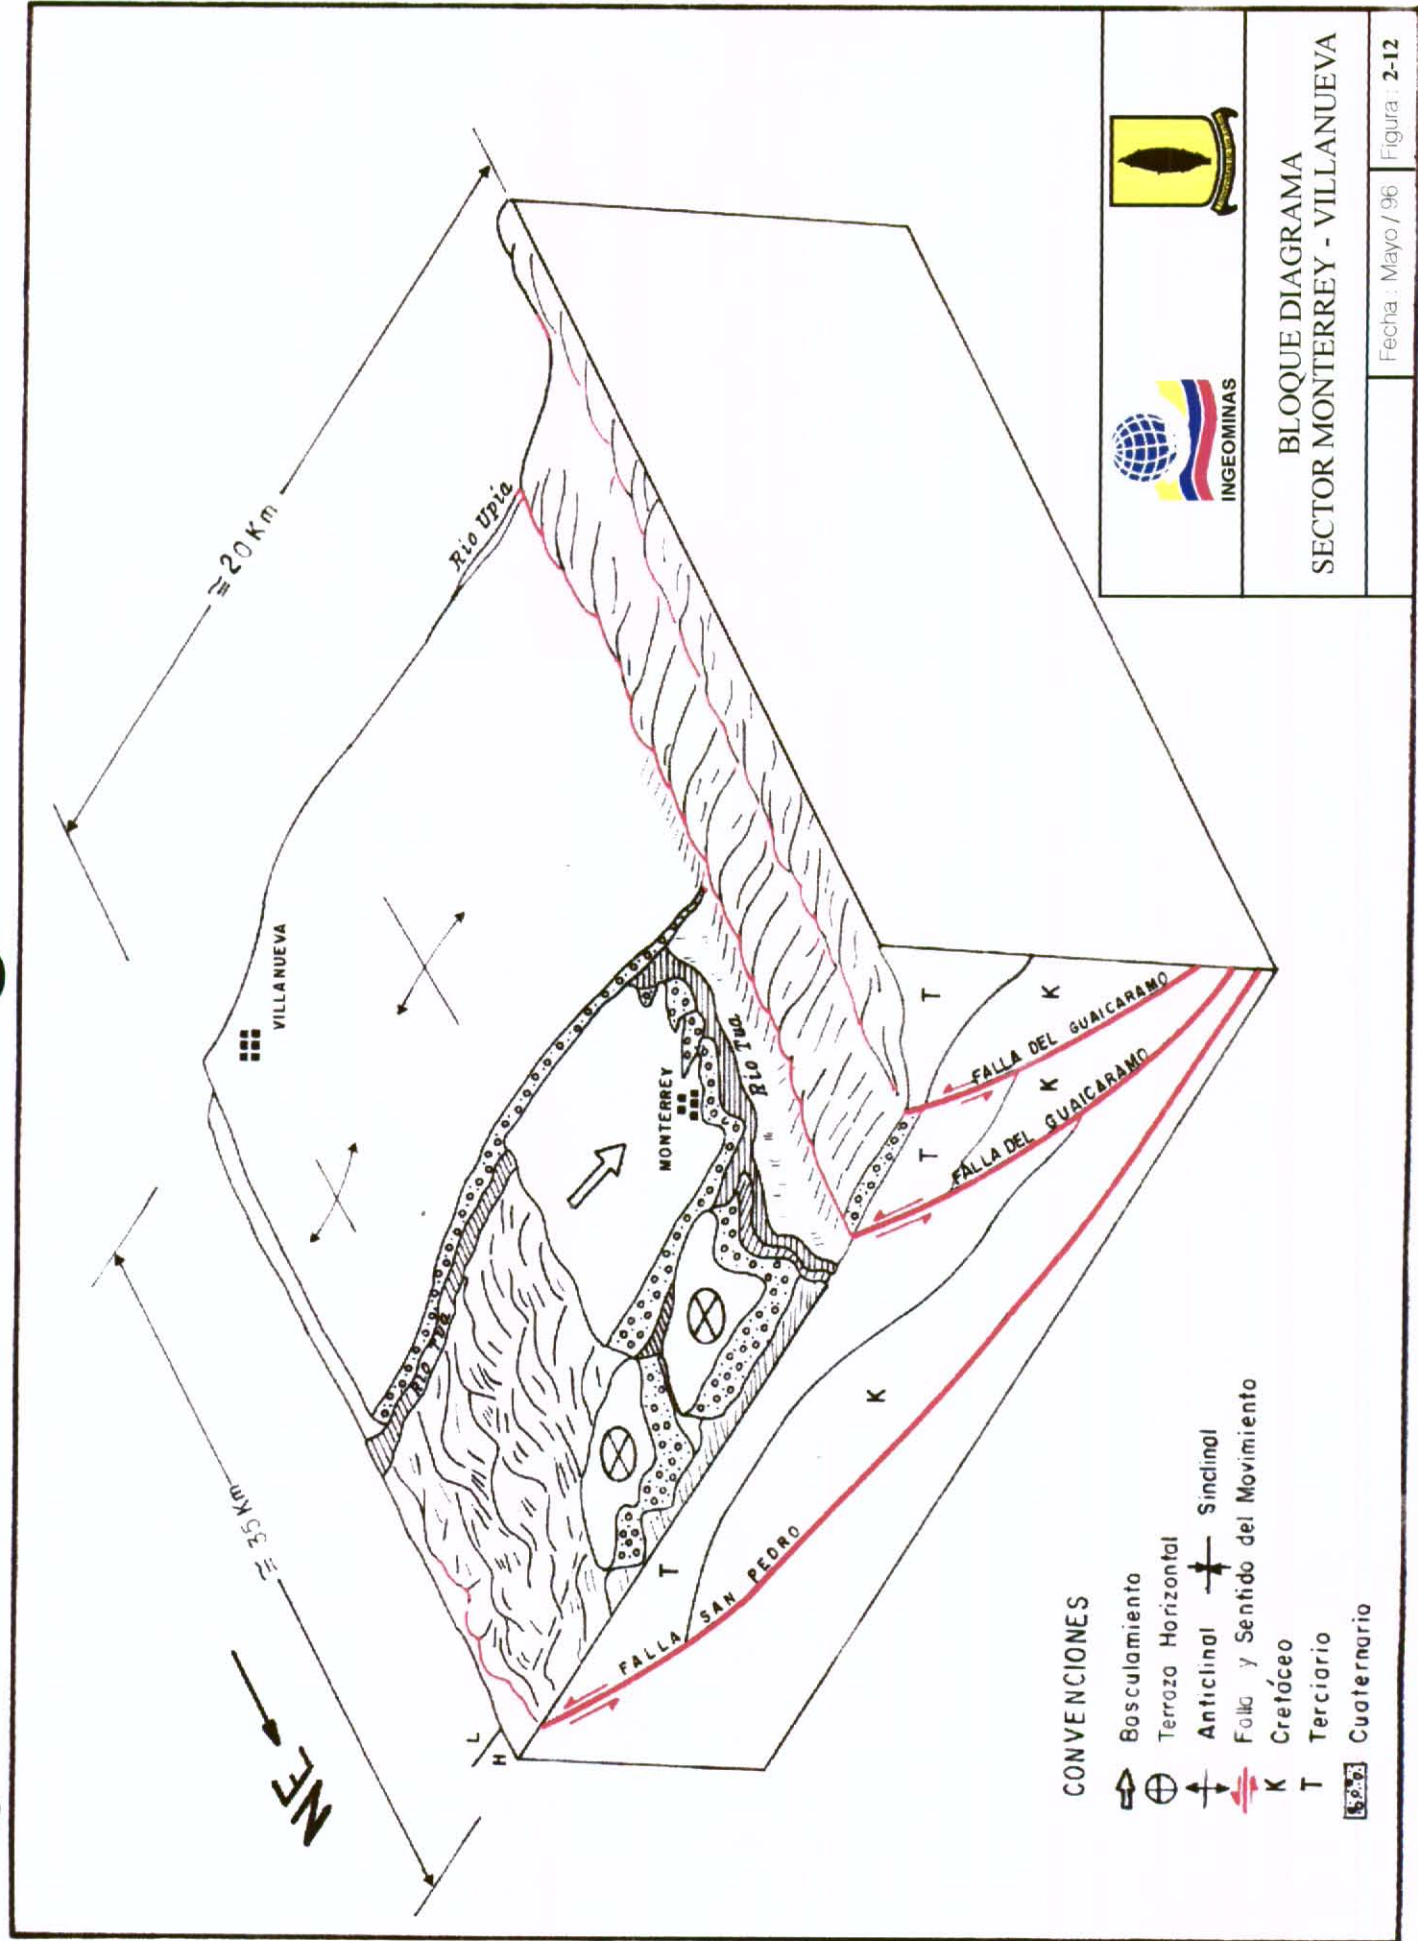 ≃ 20 Km
≃ 35 Km
NE
L
H
VILLANUEVA
Rio Upia
RIO TUA
MONTERREY
Rio Tua
T
K
FALLA DEL GUAICARAMO
T
K
FALLA DEL GUAICARAMO
T
K
FALLA SAN PEDRO
CONVENCIONES
Basculamiento
Terraza Horizontal
Anticlinal
Sinclinal
Falla y Sentido del Movimiento
K Cretáceo
T Terciario
Cuaternario
INGEOMINAS
BLOQUE DIAGRAMA
SECTOR MONTERREY - VILLANUEVA
Fecha : Mayo / 96
Figura : 2-12